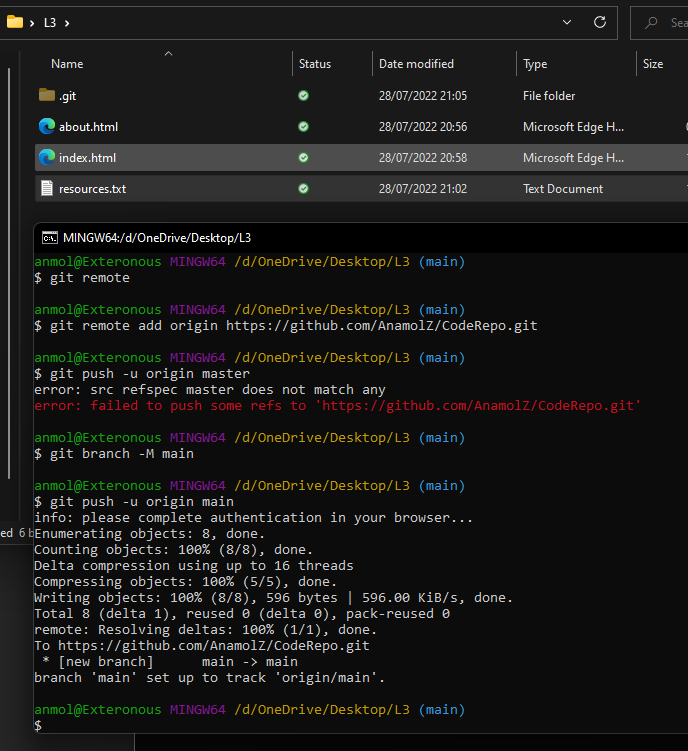 L3
Sea
Name Status Date modified Type Size
.git 28/07/2022 21:05 File folder
about.html 28/07/2022 20:56 Microsoft Edge H...
index.html 28/07/2022 20:58 Microsoft Edge H...
resources.txt 28/07/2022 21:02 Text Document
MINGW64:/d/OneDrive/Desktop/L3
anmol@Exteronous MINGW64 /d/OneDrive/Desktop/L3 (main)
$ git remote
anmol@Exteronous MINGW64 /d/OneDrive/Desktop/L3 (main)
$ git remote add origin https://github.com/AnamolZ/CodeRepo.git
anmol@Exteronous MINGW64 /d/OneDrive/Desktop/L3 (main)
$ git push -u origin master
error: src refspec master does not match any
error: failed to push some refs to 'https://github.com/AnamolZ/CodeRepo.git'
anmol@Exteronous MINGW64 /d/OneDrive/Desktop/L3 (main)
$ git branch -M main
anmol@Exteronous MINGW64 /d/OneDrive/Desktop/L3 (main)
$ git push -u origin main
info: please complete authentication in your browser...
ed 6 b
Enumerating objects: 8, done.
Counting objects: 100% (8/8), done.
Delta compression using up to 16 threads
Compressing objects: 100% (5/5), done.
Writing objects: 100% (8/8), 596 bytes | 596.00 KiB/s, done.
Total 8 (delta 1), reused 0 (delta 0), pack-reused 0
remote: Resolving deltas: 100% (1/1), done.
To https://github.com/AnamolZ/CodeRepo.git
* [new branch] main -> main
branch 'main' set up to track 'origin/main'.
anmol@Exteronous MINGW64 /d/OneDrive/Desktop/L3 (main)
$